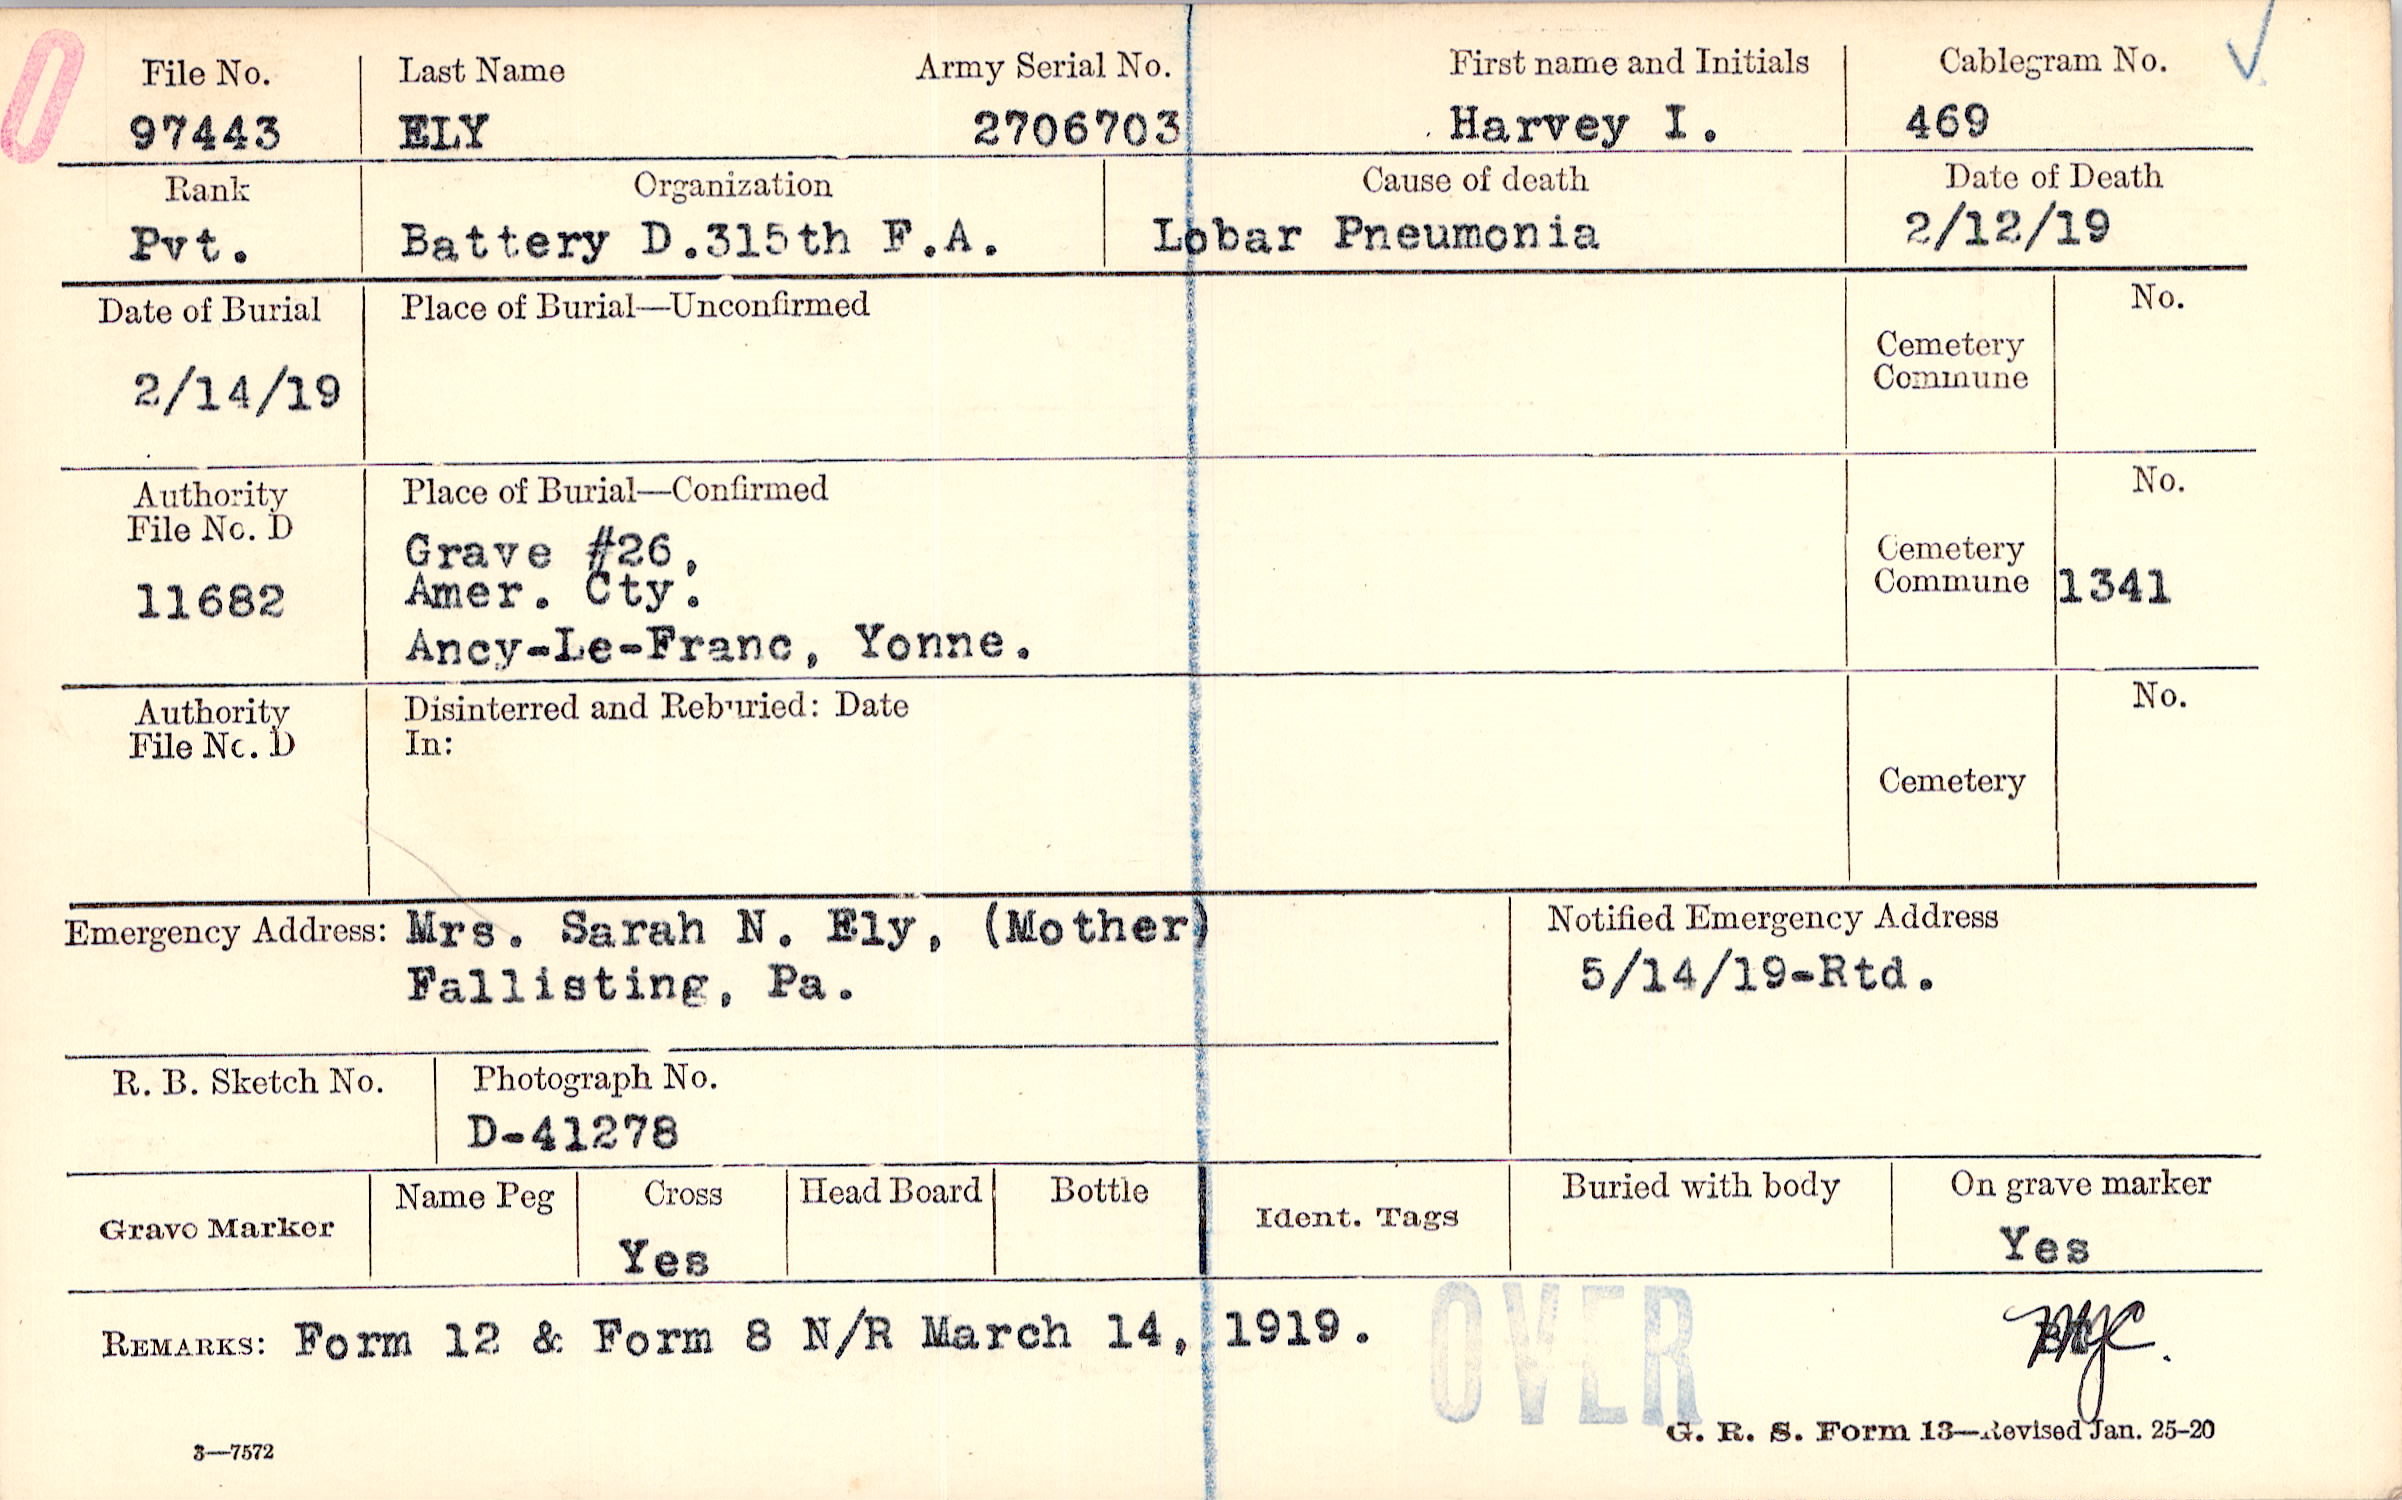 O
File No. Last Name Army Serial No. First name and Initials Cablegram No.
97443 ELY 2706703 Harvey I. 469
Rank Organization Cause of death Date of Death
Pvt. Battery D.315th F.A. Lobar Pneumonia 2/12/19
Date of Burial Place of Burial—Unconfirmed No.
Cemetery
Commune
2/14/19
Authority Place of Burial—Confirmed No.
File No. D
Grave #26,
Cemetery
11682 Amer. Cty. Commune 1341
Ancy-Le-Franc, Yonne.
Authority Disinterred and Reburied: Date No.
File No. D In:
Cemetery
Emergency Address: Mrs. Sarah N. Ely, (Mother) Notified Emergency Address
Fallisting, Pa. 5/14/19-Rtd.
R. B. Sketch No. Photograph No.
D-41278
Grave Marker Name Peg Cross Head Board Bottle Ident. Tags Buried with body On grave marker
Yes Yes
REMARKS: Form 12 & Form 8 N/R March 14, 1919.
OVER
3—7572 G. R. S. Form 13—Revised Jan. 25-20